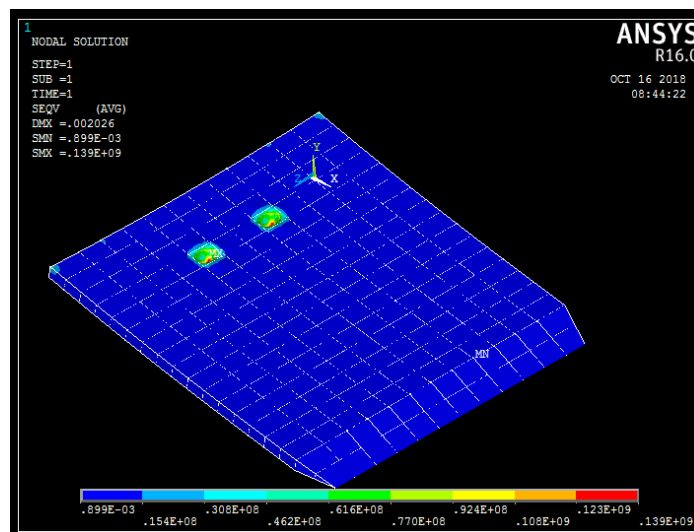 1
NODAL SOLUTION
STEP=1
SUB =1
TIME=1
SEQV (AVG)
DMX =.002026
SMN =.899E-03
SMX =.139E+09
ANSYS
R16.0
OCT 16 2018
08:44:22
Y
Z X
MX
MN
.899E-03 .308E+08 .616E+08 .924E+08 .123E+09
.154E+08 .462E+08 .770E+08 .108E+09 .139E+09